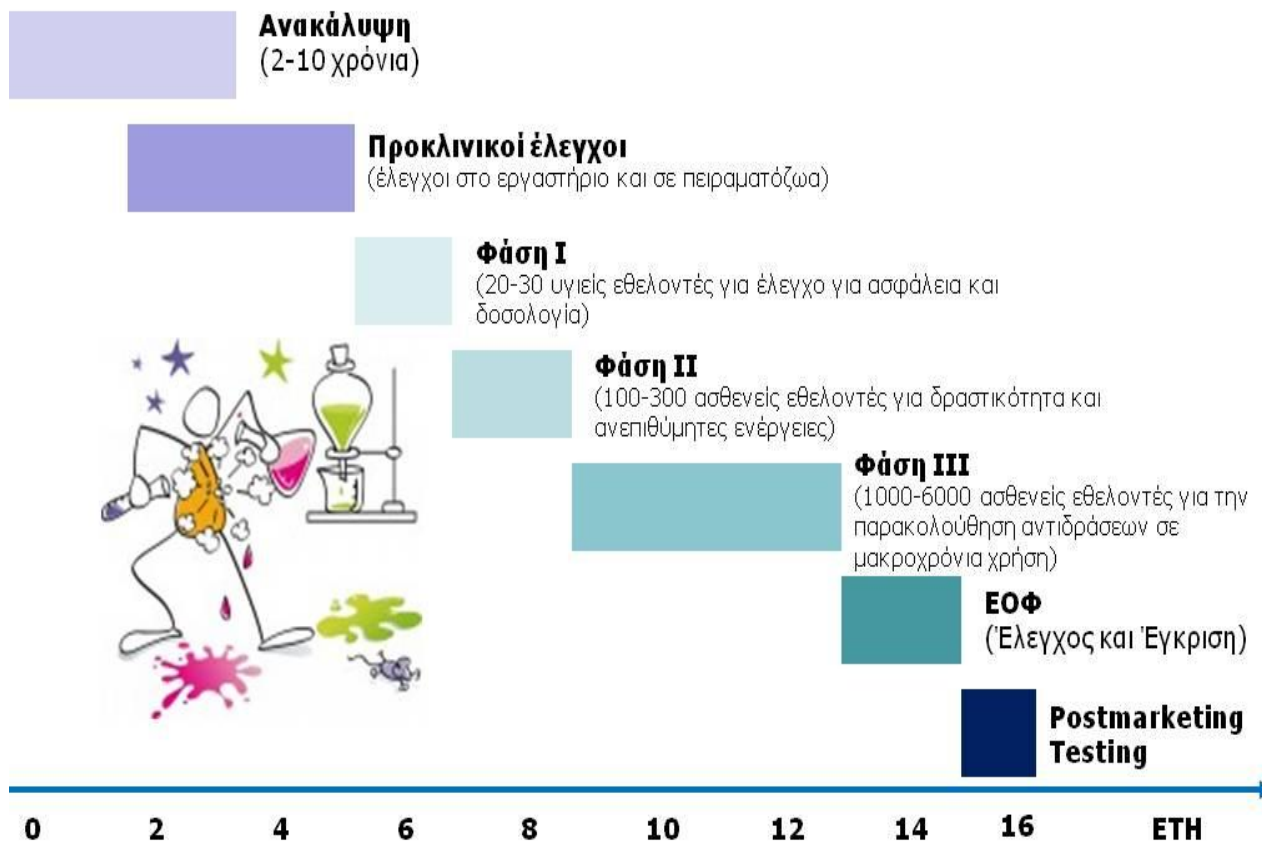 Ανακάλυψη
(2-10 χρόνια)
Προκλινικοί έλεγχοι
(έλεγχοι στο εργαστήριο και σε πειραματόζωα)
Φάση I
(20-30 υγιείς εθελοντές για έλεγχο για ασφάλεια και
δοσολογία)
Φάση II
(100-300 ασθενείς εθελοντές για δραστικότητα και
ανεπιθύμητες ενέργειες)
Φάση III
(1000-6000 ασθενείς εθελοντές για την
παρακολούθηση αντιδράσεων σε
μακροχρόνια χρήση)
ΕΟΦ
(Έλεγχος και Έγκριση)
Postmarketing
Testing
0 2 4 6 8 10 12 14 16 ΕΤΗ